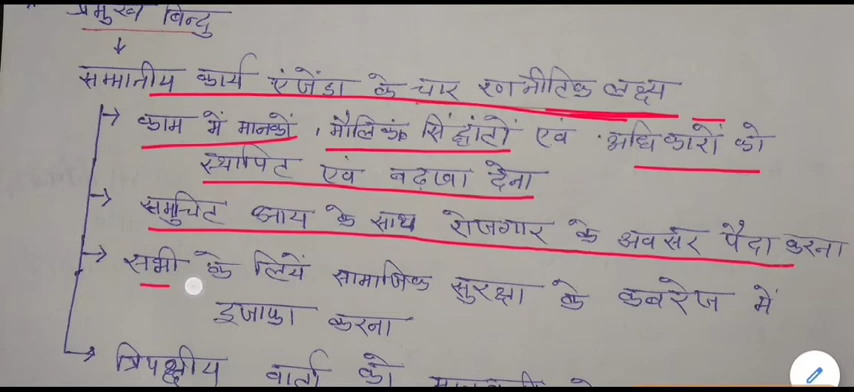 प्रमुख बिन्दु
सम्मानीय कार्य एंजेंडा के चार रणनीतिक लक्ष्य
काम में मानकों, मौलिक सिंद्धांतों एवं अधिकारों को
स्थापित एवं बढ़ावा देना
समुचित आय के साथ रोजगार के अवसर पैदा करना
सभी के लियें सामाजिक सुरक्षा के कवरेज में
इजाफा करना
त्रिपक्षीय वार्ता को